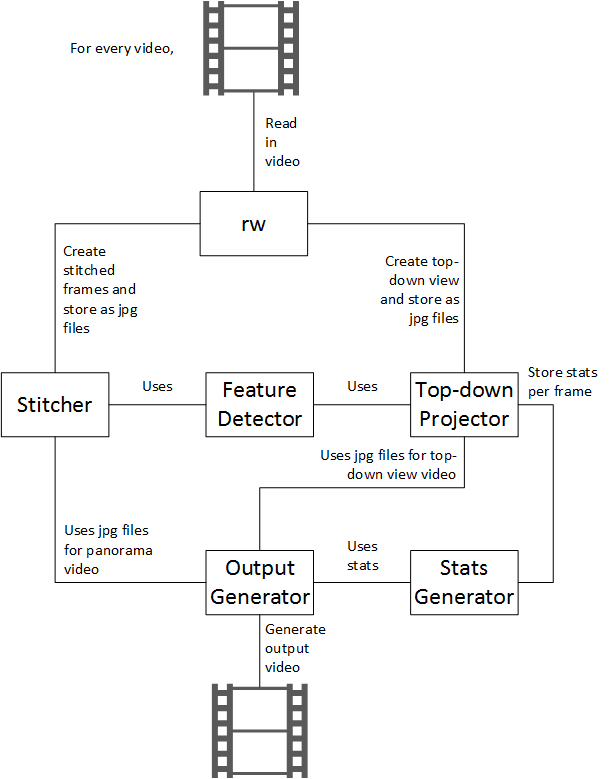 For every video,
Read
in
video
rw
Create
stitched
frames and
store as jpg
files
Create top-
down view
and store as
jpg files
Stitcher
Uses
Feature
Detector
Uses
Top-down
Projector
Store stats
per frame
Uses jpg files for top-
down view video
Uses jpg files
for panorama
video
Output
Generator
Uses
stats
Stats
Generator
Generate
output
video